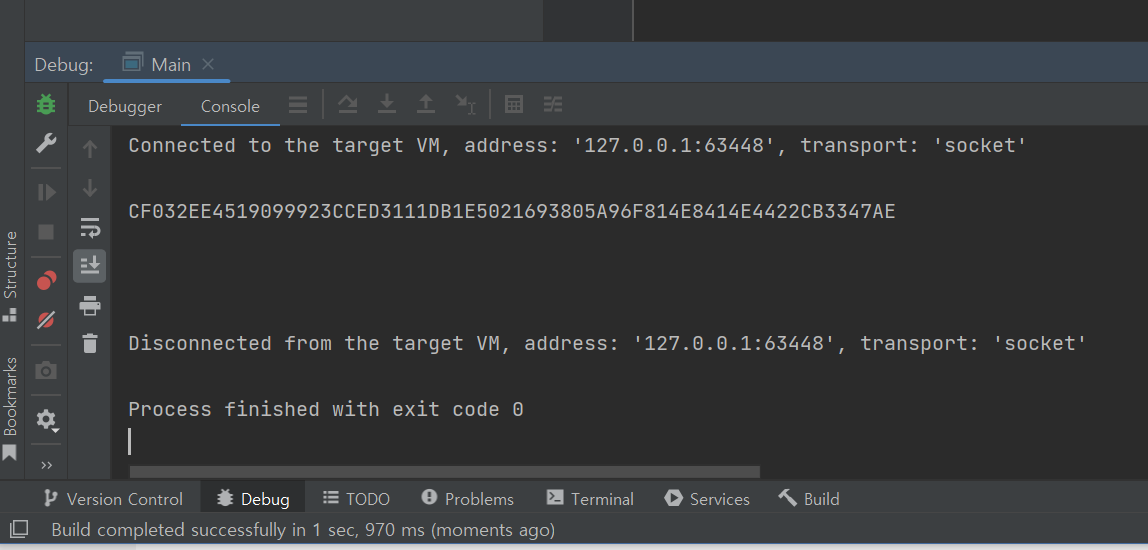 Debug: Main
Debugger Console
Connected to the target VM, address: '127.0.0.1:63448', transport: 'socket'
CF032EE4519099923CCED3111DB1E5021693805A96F814E8414E4422CB3347AE
Disconnected from the target VM, address: '127.0.0.1:63448', transport: 'socket'
Process finished with exit code 0
Structure
Bookmarks
Version Control Debug TODO Problems Terminal Services Build
Build completed successfully in 1 sec, 970 ms (moments ago)